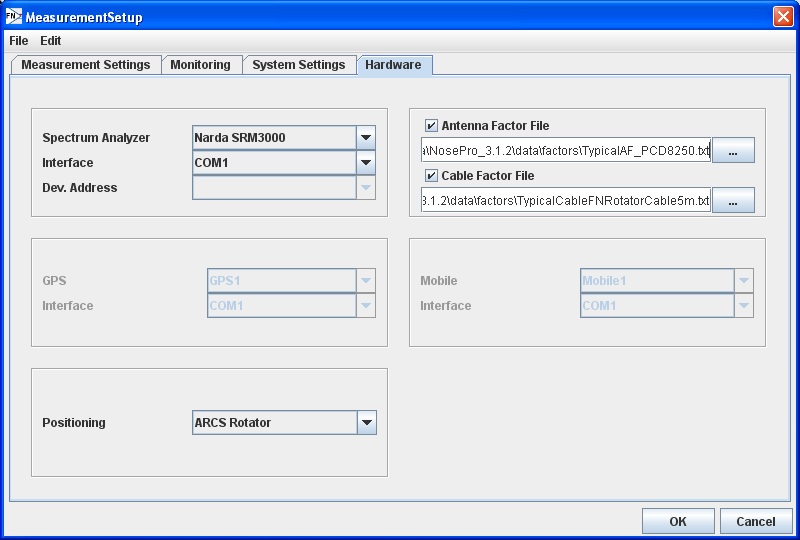 FN MeasurementSetup
File Edit
Measurement Settings Monitoring System Settings Hardware
Spectrum Analyzer Narda SRM3000
Interface COM1
Dev. Address
Antenna Factor File
a\NosePro_3.1.2\data\factors\TypicalAF_PCD8250.txt ...
Cable Factor File
3.1.2\data\factors\TypicalCableFNRotatorCable5m.txt ...
GPS GPS1
Interface COM1
Mobile Mobile1
Interface COM1
Positioning ARCS Rotator
OK Cancel